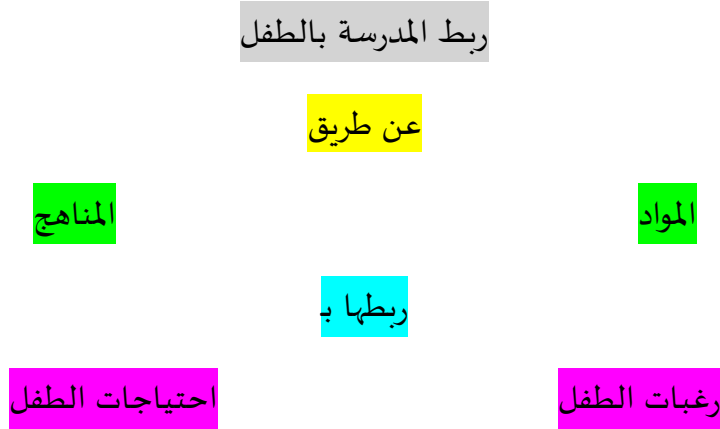 ربط المدرسة بالطفل
عن طريق
المواد المناهج
ربطها بـ
رغبات الطفل احتياجات الطفل